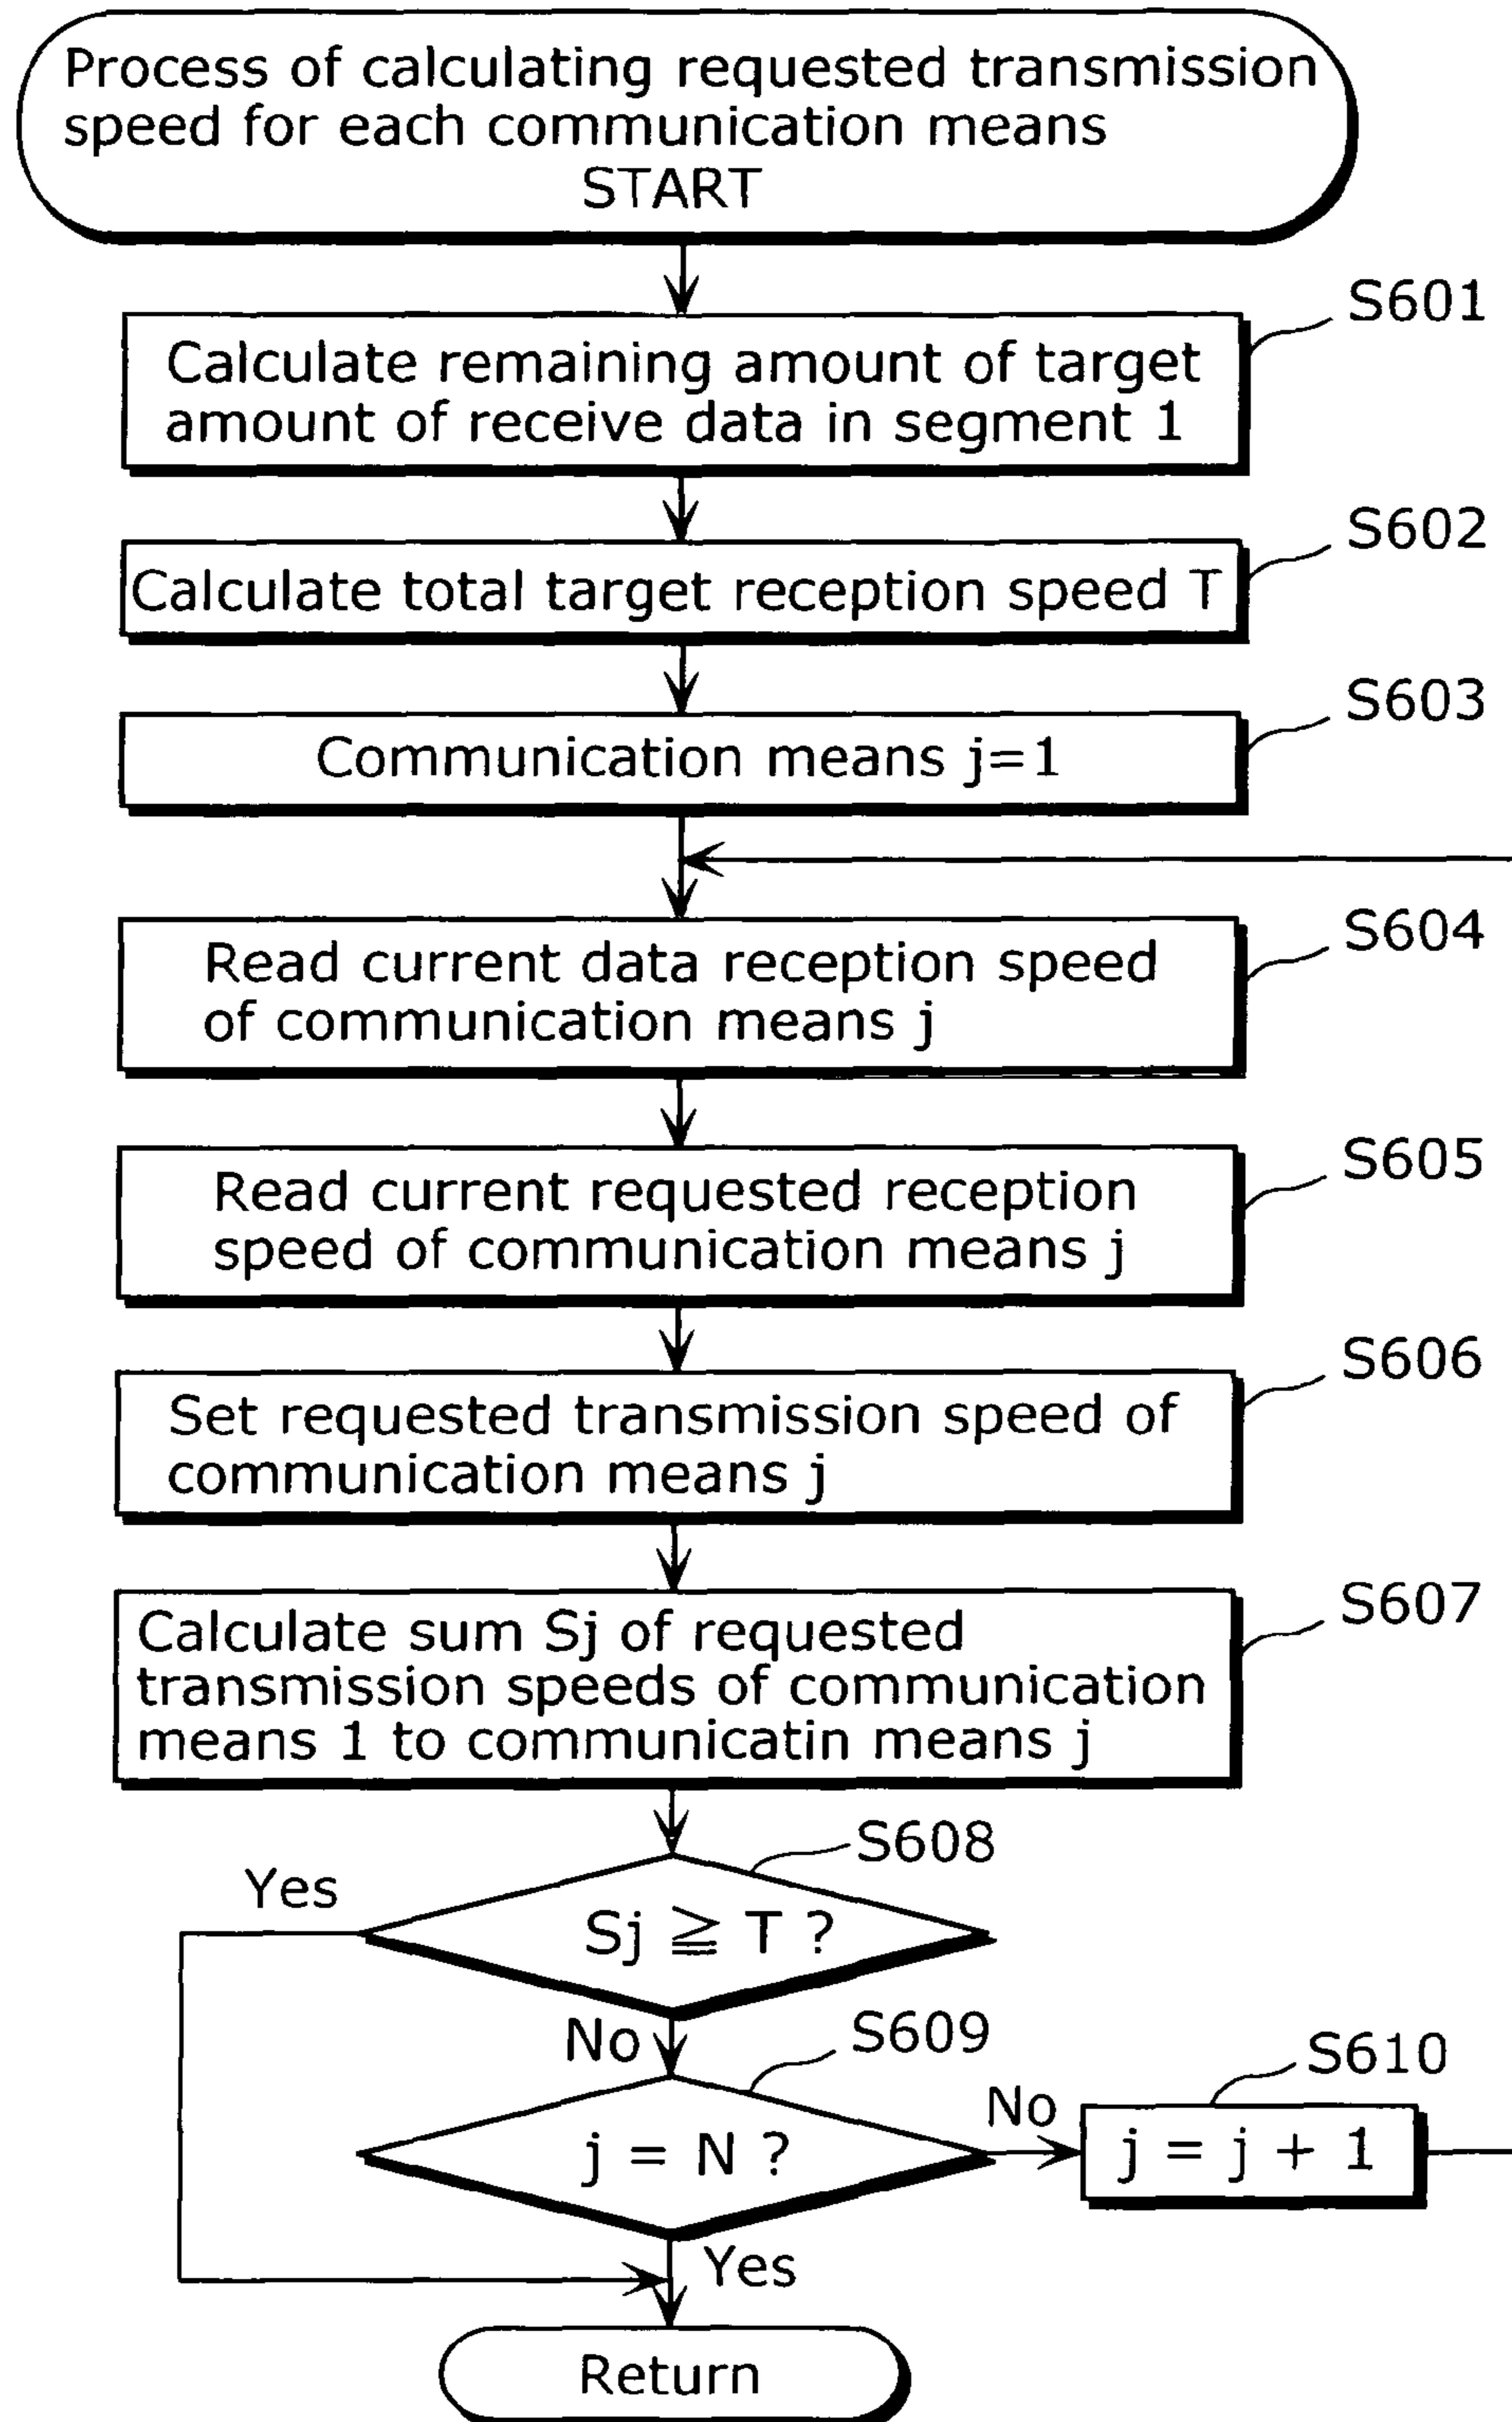 Process of calculating requested transmission
speed for each communication means
START
S601
Calculate remaining amount of target
amount of receive data in segment 1
S602
Calculate total target reception speed T
S603
Communication means j=1
S604
Read current data reception speed
of communication means j
S605
Read current requested reception
speed of communication means j
S606
Set requested transmission speed of
communication means j
S607
Calculate sum Sj of requested
transmission speeds of communication
means 1 to communicatin means j
S608
Yes
Sj ≧ T ?
No
S609
S610
No
j = N ?
j = j + 1
Yes
Return